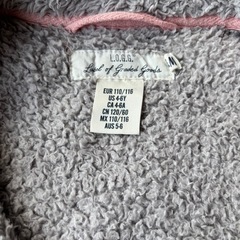 L.O.G.G.
Label of Graded Goods
M
EUR 110/116
US 4-6Y
CA 4-6A
CN 120/60
MX 110/116
AUS 5-6